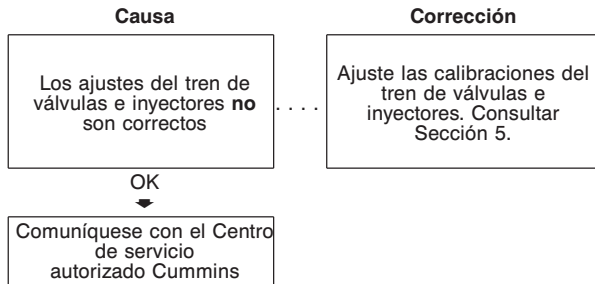 Causa
Corrección
Los ajustes del tren de
válvulas e inyectores no
son correctos
. . . .
Ajuste las calibraciones del
tren de válvulas e
inyectores. Consultar
Sección 5.
OK
Comuníquese con el Centro
de servicio
autorizado Cummins